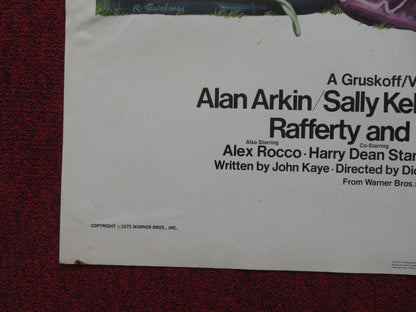 A Gruskoff/V
Alan Arkin/Sally Kel
Rafferty and
Also Starring Co-Starring
Alex Rocco · Harry Dean Stan
Written by John Kaye · Directed by Dic
From Warner Bros.
COPYRIGHT © 1975 WARNER BROS., INC.